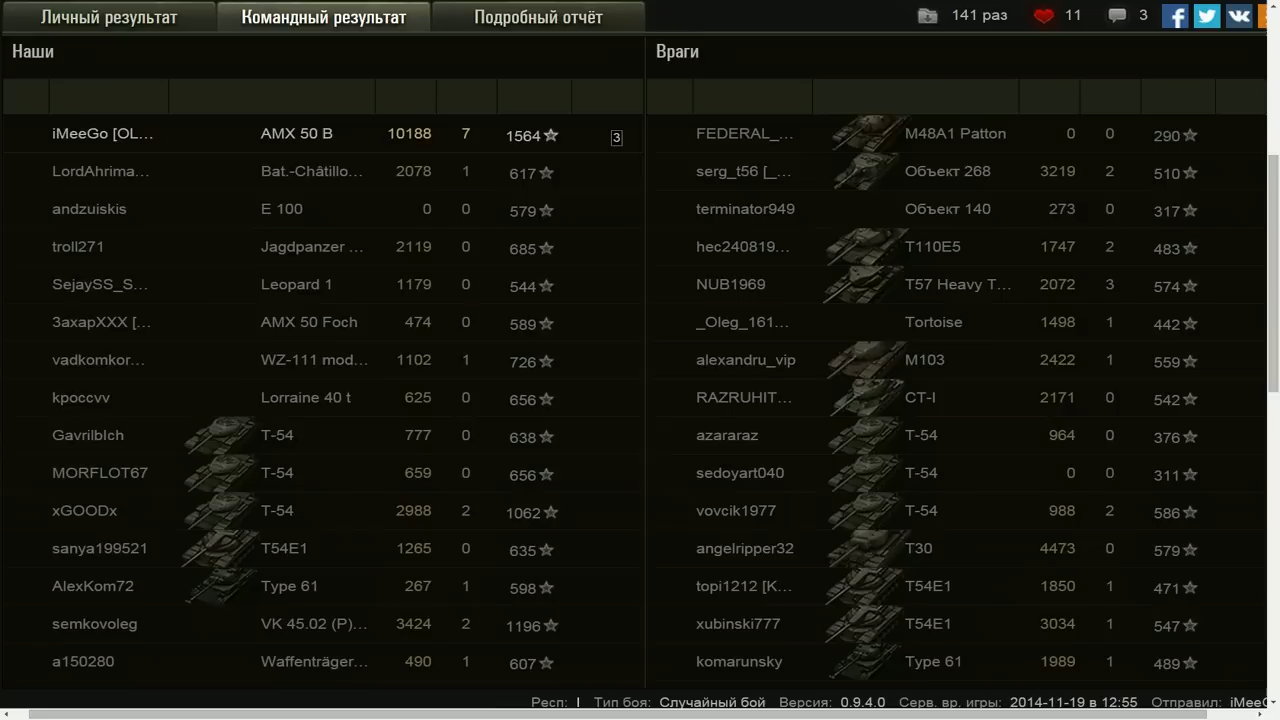 Личный результат Командный результат Подробный отчёт 141 раз 11 3
Наши Враги
iMeeGo [OL... AMX 50 B 10188 7 1564 3 FEDERAL_... M48A1 Patton 0 0 290
LordAhrima... Bat.-Châtillo... 2078 1 617 serg_t56 [_... Объект 268 3219 2 510
andzuiskis E 100 0 0 579 terminator949 Объект 140 273 0 317
troll271 Jagdpanzer ... 2119 0 685 hec240819... T110E5 1747 2 483
SejaySS_S... Leopard 1 1179 0 544 NUB1969 T57 Heavy T... 2072 3 574
3axapXXX [... AMX 50 Foch 474 0 589 _Oleg_161... Tortoise 1498 1 442
vadkomkor... WZ-111 mod... 1102 1 726 alexandru_vip M103 2422 1 559
kpoccvv Lorraine 40 t 625 0 656 RAZRUHIT... СТ-I 2171 0 542
GavrilbIch T-54 777 0 638 azararaz T-54 964 0 376
MORFLOT67 T-54 659 0 656 sedoyart040 T-54 0 0 311
xGOODx T-54 2988 2 1062 vovcik1977 T-54 988 2 586
sanya199521 T54E1 1265 0 635 angelripper32 T30 4473 0 579
AlexKom72 Type 61 267 1 598 topi1212 [K... T54E1 1850 1 471
semkovoleg VK 45.02 (P)... 3424 2 1196 xubinski777 T54E1 3034 1 547
a150280 Waffenträger... 490 1 607 komarunsky Type 61 1989 1 489
Респ: I Тип боя: Случайный бой Версия: 0.9.4.0 Серв. вр. игры: 2014-11-19 в 12:55 Отправил: iMeeG